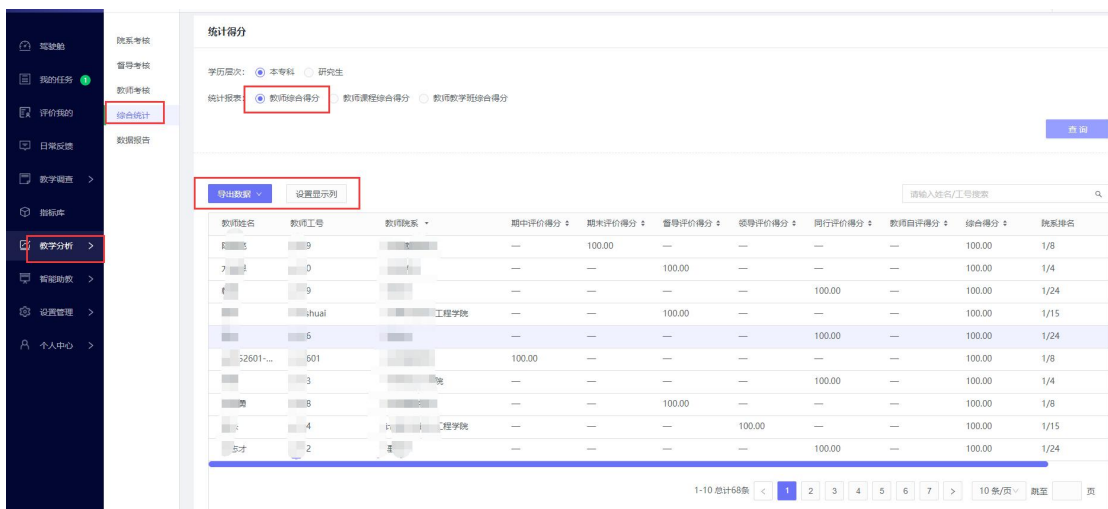 驾驶舱
我的任务 1
评价我的
日常反馈
教学调查 >
指标库
教学分析 >
智能助教 >
设置管理 >
个人中心 >
院系考核
督导考核
教师考核
综合统计
数据报告
统计得分
学历层次: 本专科 研究生
统计报表: 教师综合得分 教师课程综合得分 教师教学班综合得分
查 询
导出数据 设置显示列 请输入姓名/工号搜索
教师姓名 教师工号 教师院系 期中评价得分 期末评价得分 督导评价得分 领导评价得分 同行评价得分 教师自评得分 综合得分 院系排名
9 — 100.00 — — — — 100.00 1/8
0 — — 100.00 — — — 100.00 1/4
9 — — — — 100.00 — 100.00 1/24
shuai 工程学院 — — 100.00 — — — 100.00 1/15
6 — — — — 100.00 — 100.00 1/24
52601-... 601 100.00 — — — — — 100.00 1/8
3 院 — — — — 100.00 — 100.00 1/4
8 — — 100.00 — — — 100.00 1/8
4 工程学院 — — — 100.00 — — 100.00 1/15
才 2 — — — — 100.00 — 100.00 1/24
1-10 总计68条 < 1 2 3 4 5 6 7 > 10 条/页 跳至 页